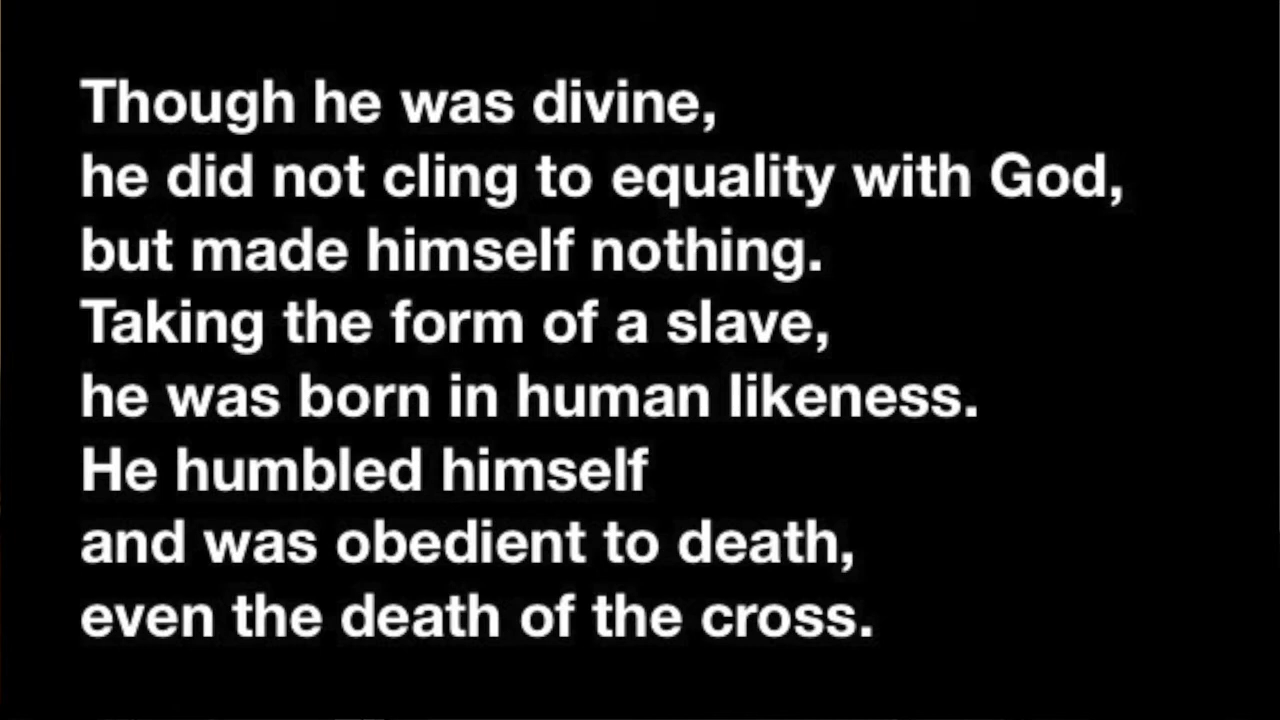 Though he was divine,
he did not cling to equality with God,
but made himself nothing.
Taking the form of a slave,
he was born in human likeness.
He humbled himself
and was obedient to death,
even the death of the cross.